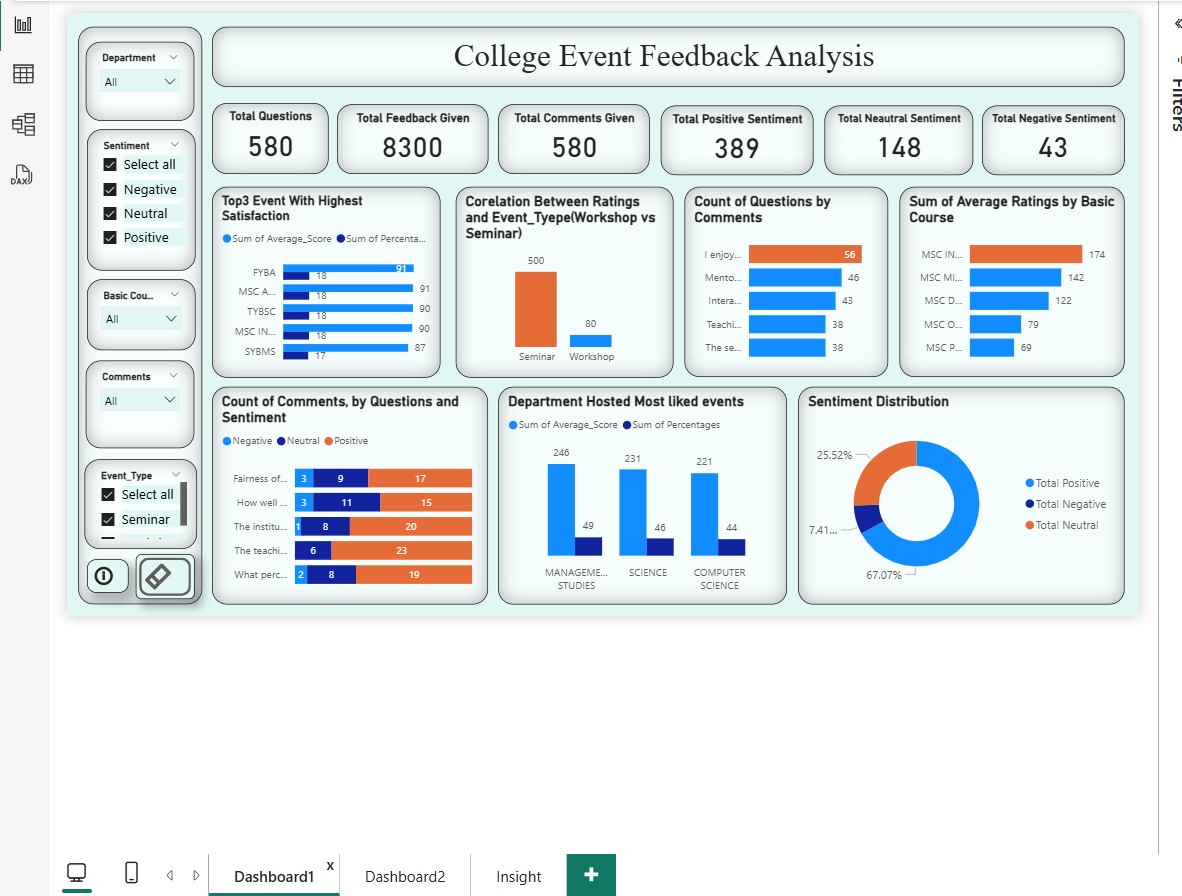 College Event Feedback Analysis
Department
All
Sentiment
Select all
Negative
Neutral
Positive
Basic Cou...
All
Comments
All
Event_Type
Select all
Seminar
Total Questions
580
Total Feedback Given
8300
Total Comments Given
580
Total Positive Sentiment
389
Total Neautral Sentiment
148
Total Negative Sentiment
43
Top3 Event With Highest
Satisfaction
Sum of Average_Score Sum of Percenta...
FYBA 91 18
MSC A... 91 18
TYBSC 90 18
MSC IN... 90 18
SYBMS 87 17
Corelation Between Ratings
and Event_Tyepe(Workshop vs
Seminar)
500
80
Seminar Workshop
Count of Questions by
Comments
I enjoy... 56
Mento... 46
Intera... 43
Teachi... 38
The se... 38
Sum of Average Ratings by Basic
Course
MSC IN... 174
MSC MI... 142
MSC D... 122
MSC O... 79
MSC P... 69
Count of Comments, by Questions and
Sentiment
Negative Neutral Positive
Fairness of... 3 9 17
How well ... 3 11 15
The institu... 1 8 20
The teachi... 6 23
What perc... 2 8 19
Department Hosted Most liked events
Sum of Average_Score Sum of Percentages
246 49
231 46
221 44
MANAGEME... SCIENCE COMPUTER
STUDIES SCIENCE
Sentiment Distribution
25.52%
7.41...
67.07%
Total Positive
Total Negative
Total Neutral
Filters
DAX
Dashboard1 x
Dashboard2
Insight
+